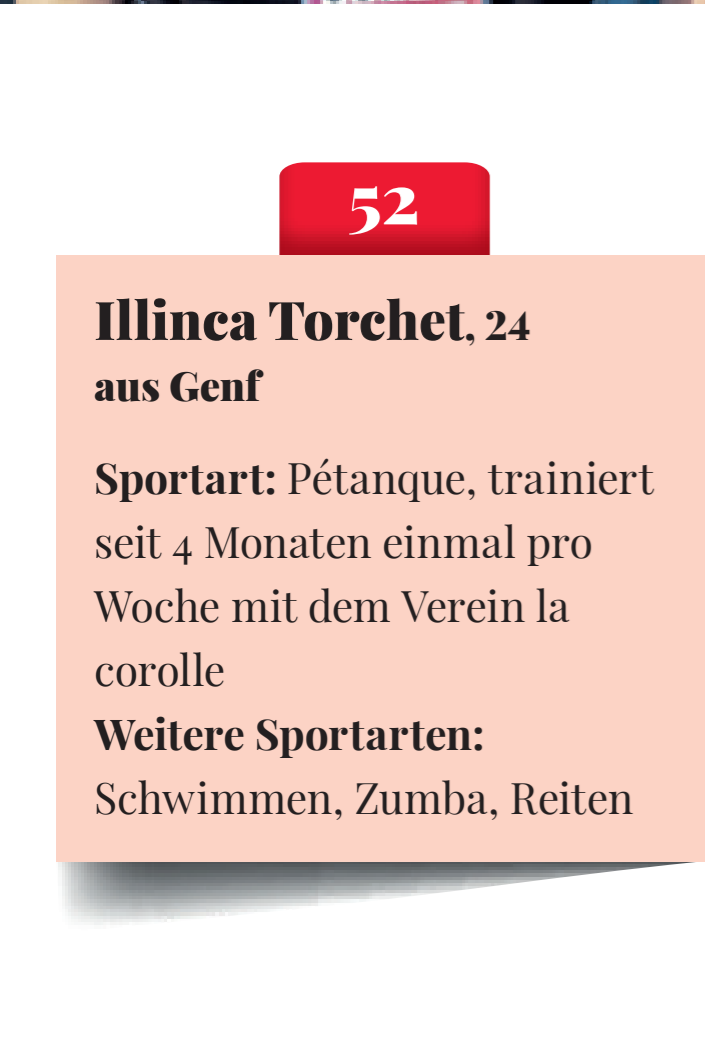 52
Illinca Torchet, 24
aus Genf
Sportart: Pétanque, trainiert
seit 4 Monaten einmal pro
Woche mit dem Verein la
corolle
Weitere Sportarten:
Schwimmen, Zumba, Reiten